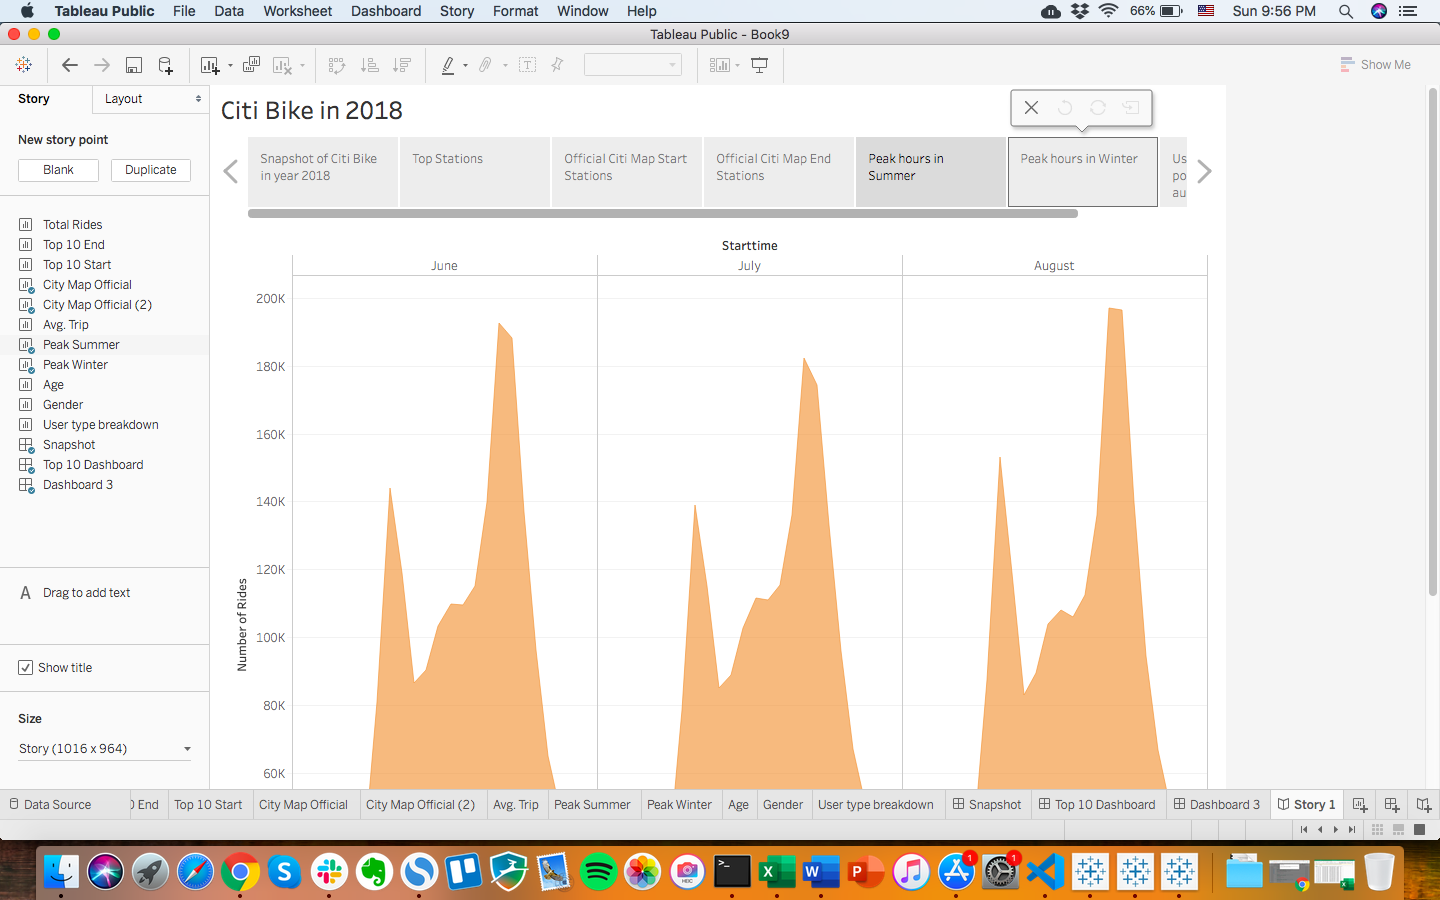 Tableau Public File Data Worksheet Dashboard Story Format Window Help 66% Sun 9:56 PM
Tableau Public - Book9
Show Me
Story Layout
New story point
Blank Duplicate
Total Rides
Top 10 End
Top 10 Start
City Map Official
City Map Official (2)
Avg. Trip
Peak Summer
Peak Winter
Age
Gender
User type breakdown
Snapshot
Top 10 Dashboard
Dashboard 3
A Drag to add text
Show title
Size
Story (1016 x 964)
Citi Bike in 2018
Snapshot of Citi Bike
in year 2018
Top Stations
Official Citi Map Start
Stations
Official Citi Map End
Stations
Peak hours in
Summer
Peak hours in Winter
Us
po
au
Starttime
June July August
200K
180K
160K
140K
120K
100K
80K
60K
Number of Rides
Data Source End Top 10 Start City Map Official City Map Official (2) Avg. Trip Peak Summer Peak Winter Age Gender User type breakdown Snapshot Top 10 Dashboard Dashboard 3 Story 1
1 1